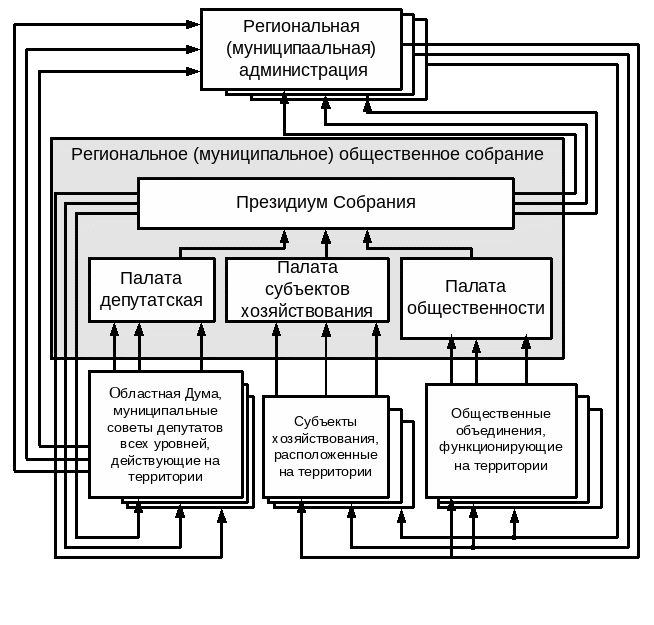 Региональная
(муниципаальная)
администрация
Региональное (муниципальное) общественное собрание
Президиум Собрания
Палата
депутатская
Палата
субъектов
хозяйствования
Палата
общественности
Областная Дума,
муниципальные
советы депутатов
всех уровней,
действующие на
территории
Субъекты
хозяйствования,
расположенные
на территории
Общественные
объединения,
функционирующие
на территории